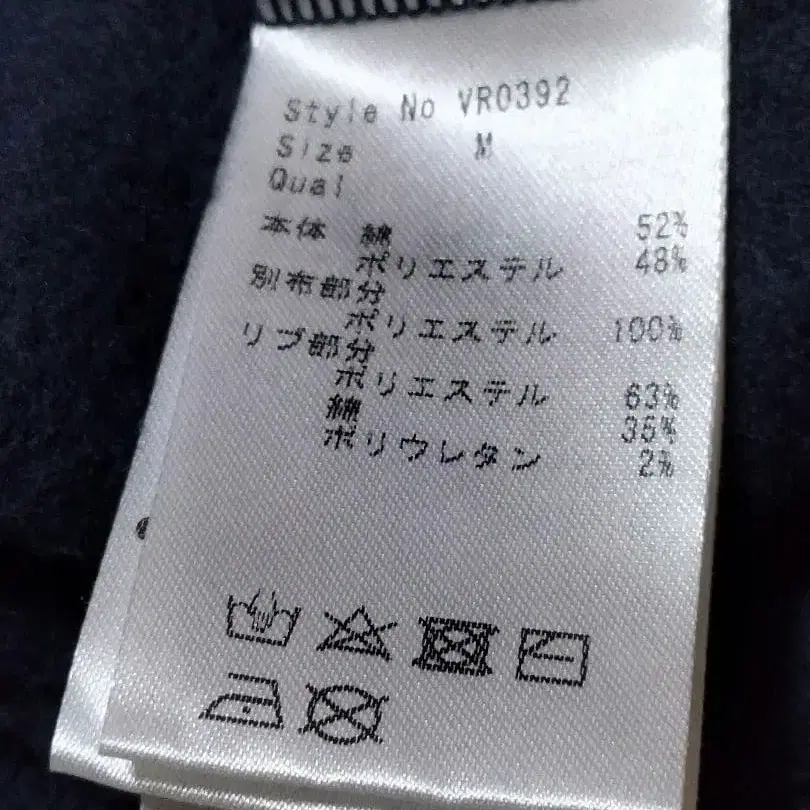 Style No VR0392
Size M
Qual
本体 綿 52%
ポリエステル 48%
別布部分
ポリエステル 100%
リブ部分
ポリエステル 63%
綿 35%
ポリウレタン 2%